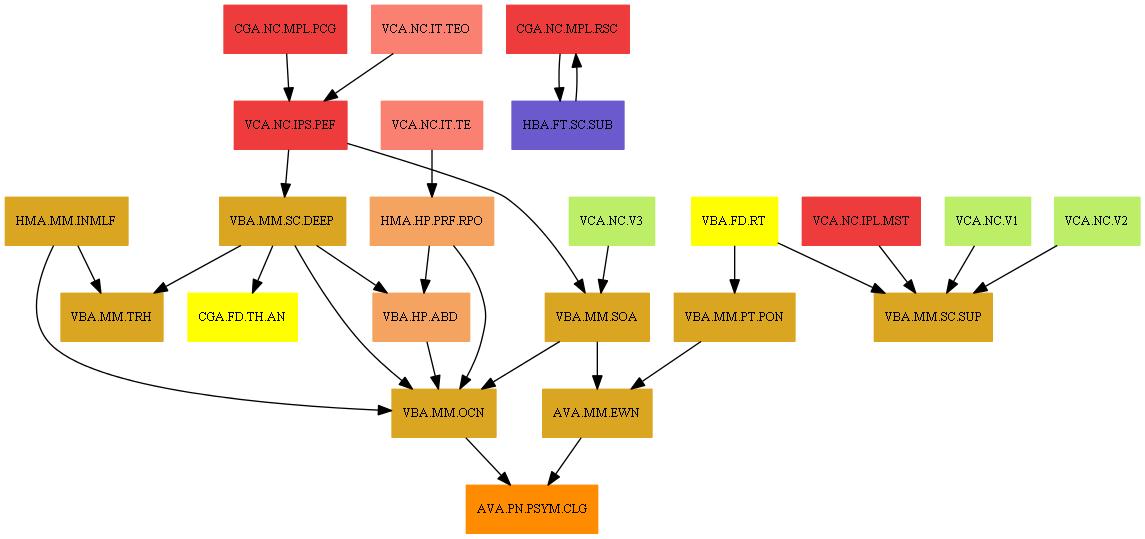 CGA.NC.MPL.PCG
VCA.NC.IT.TEO
CGA.NC.MPL.RSC
VCA.NC.IPS.PEF
VCA.NC.IT.TE
HBA.FT.SC.SUB
HMA.MM.INMLF
VBA.MM.SC.DEEP
HMA.HP.PRF.RPO
VCA.NC.V3
VBA.FD.RT
VCA.NC.IPL.MST
VCA.NC.V1
VCA.NC.V2
VBA.MM.TRH
CGA.FD.TH.AN
VBA.HP.ABD
VBA.MM.SOA
VBA.MM.PT.PON
VBA.MM.SC.SUP
VBA.MM.OCN
AVA.MM.EWN
AVA.PN.PSYM.CLG